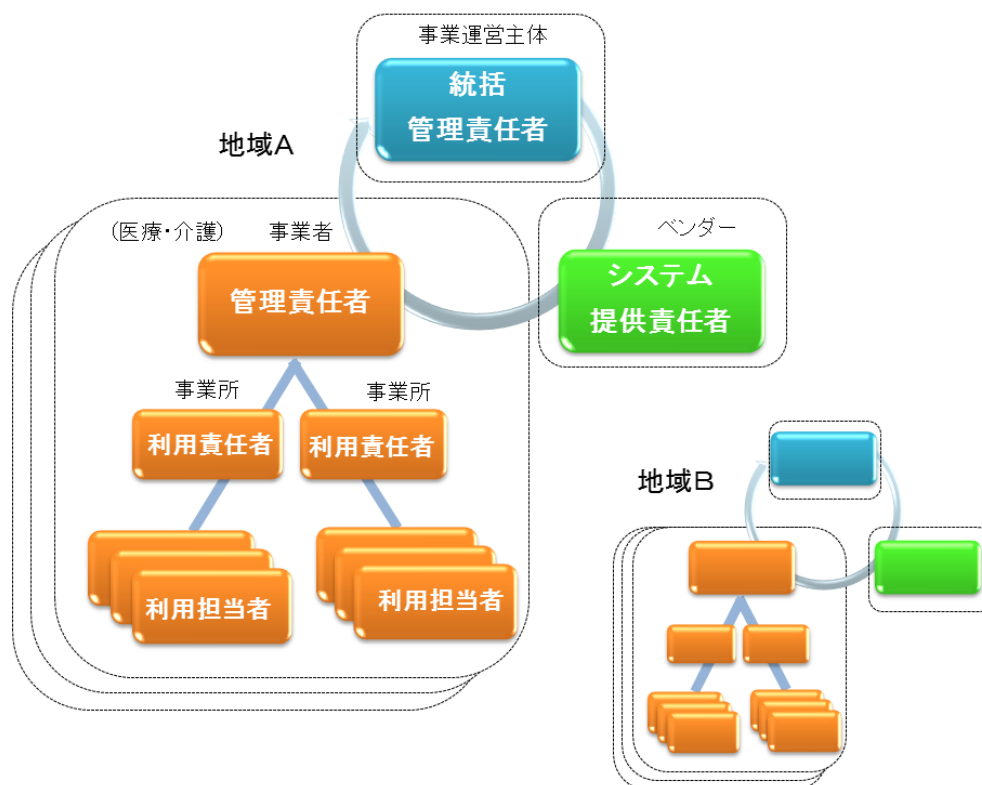 事業運営主体
統括
管理責任者
地域A
(医療・介護) 事業者
管理責任者
ベンダー
システム
提供責任者
事業所
事業所
利用責任者
利用責任者
利用担当者
利用担当者
地域B